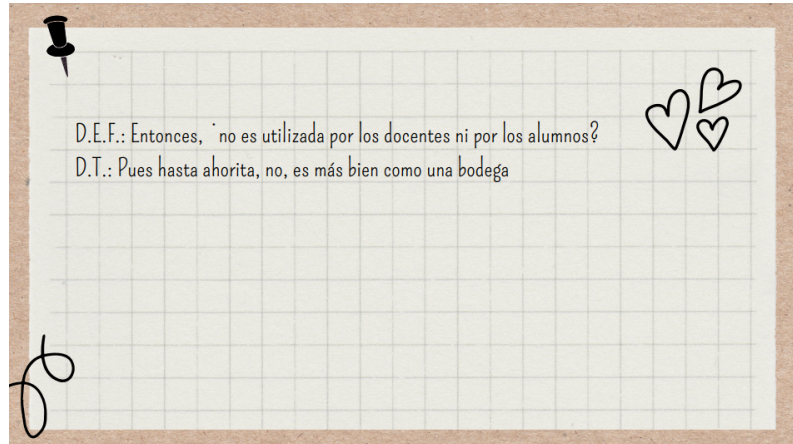 D.E.F.: Entonces, ˙no es utilizada por los docentes ni por los alumnos?
D.T.: Pues hasta ahorita, no, es más bien como una bodega